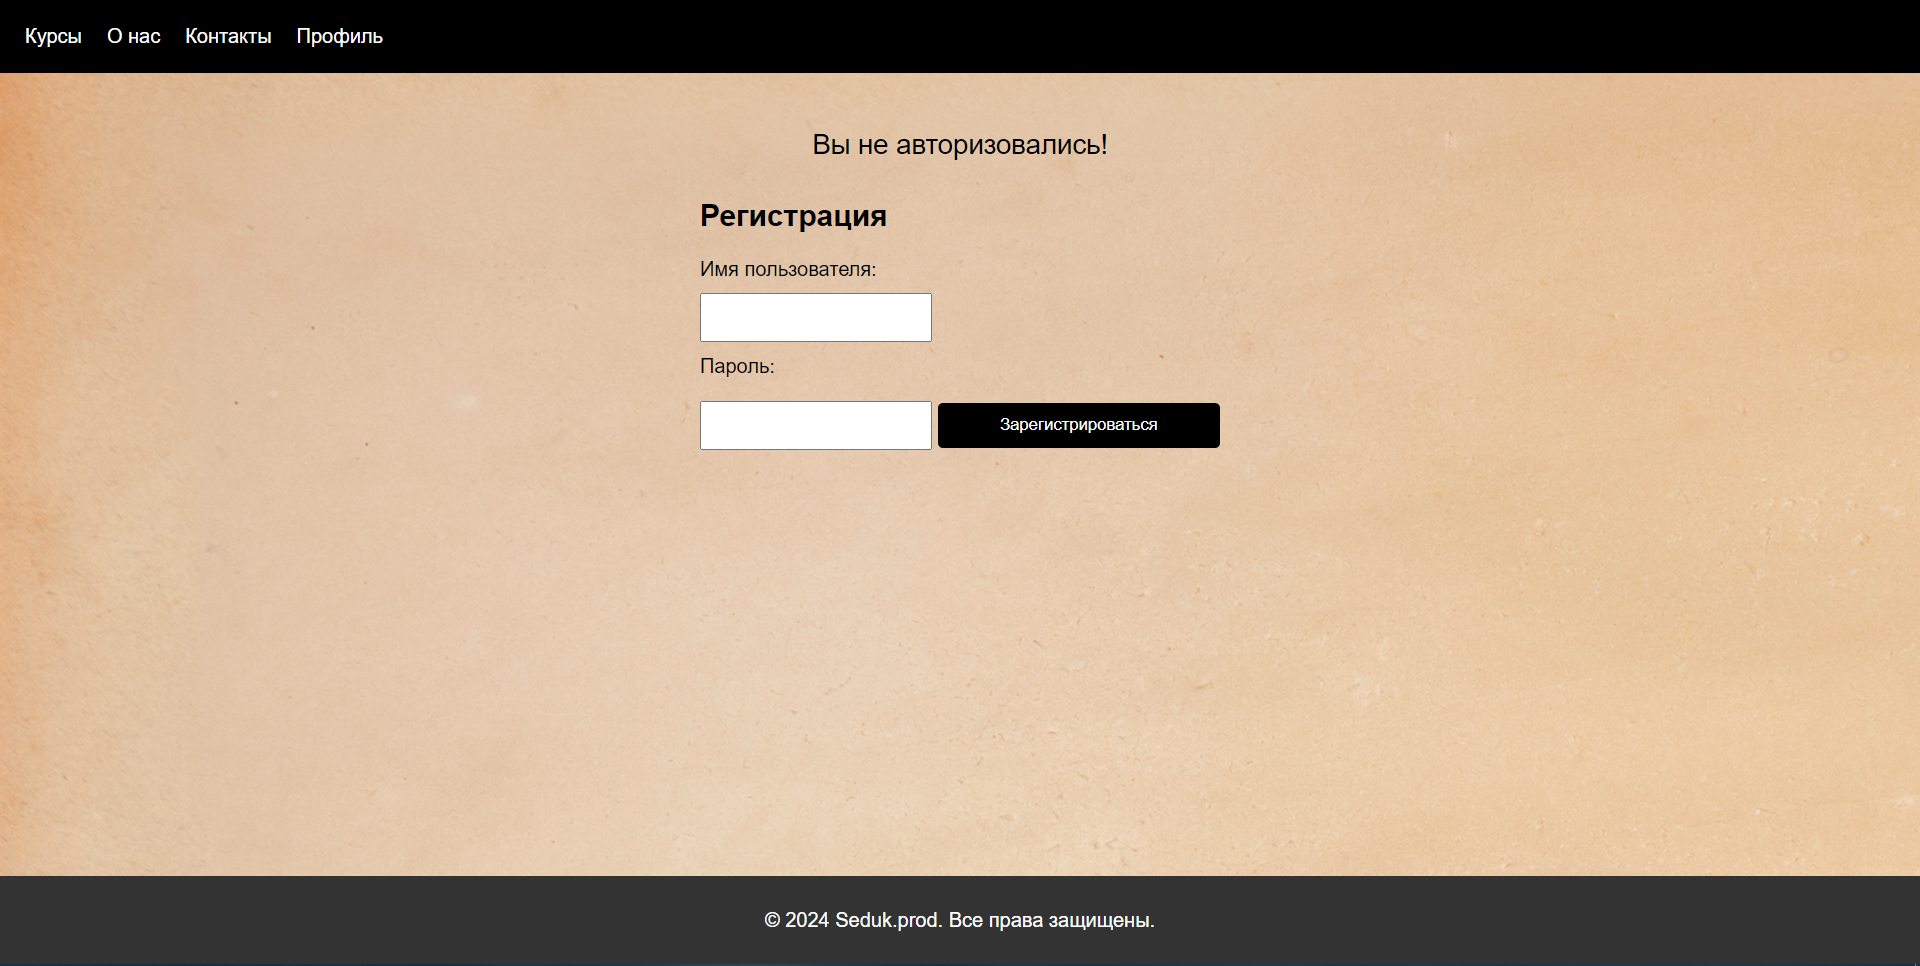 Курсы О нас Контакты Профиль
Вы не авторизовались!
Регистрация
Имя пользователя:
Пароль:
Зарегистрироваться
© 2024 Seduk.prod. Все права защищены.